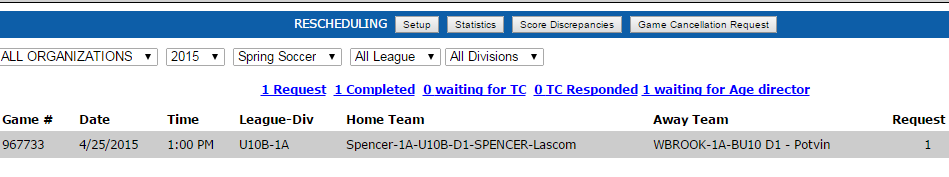 RESCHEDULING Setup Statistics Score Discrepancies Game Cancellation Request
ALL ORGANIZATIONS 2015 Spring Soccer All League All Divisions
1 Request 1 Completed 0 waiting for TC 0 TC Responded 1 waiting for Age director
Game # Date Time League-Div Home Team Away Team Request
967733 4/25/2015 1:00 PM U10B-1A Spencer-1A-U10B-D1-SPENCER-Lascom WBROOK-1A-BU10 D1 - Potvin 1